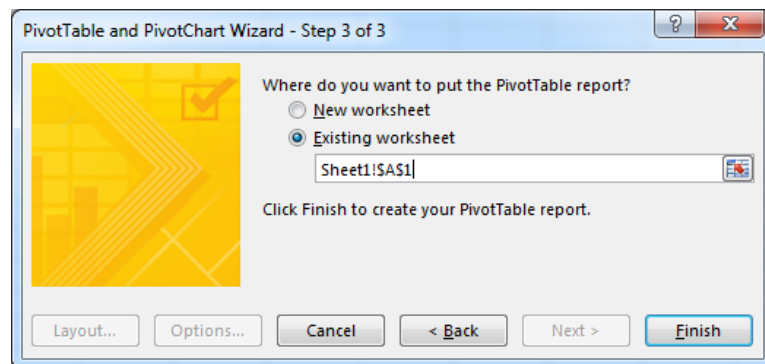 PivotTable and PivotChart Wizard - Step 3 of 3
?
Where do you want to put the PivotTable report?
New worksheet
Existing worksheet
Sheet1!$A$1
Click Finish to create your PivotTable report.
Layout... Options... Cancel < Back Next > Finish